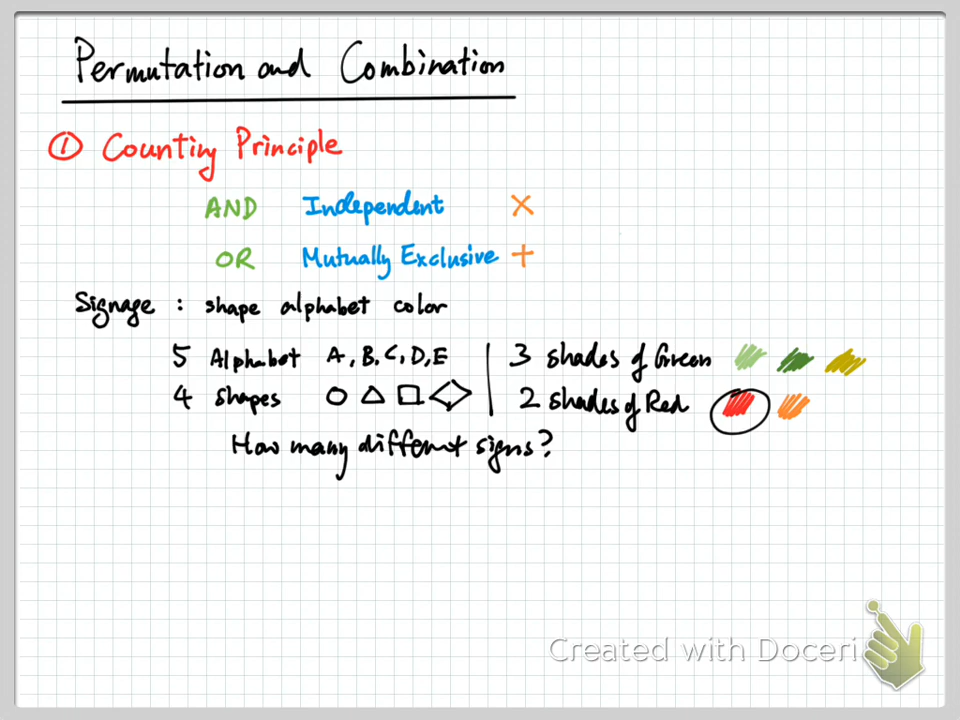 Permutation and Combination
① Counting Principle
AND Independent ×
OR Mutually Exclusive +
Signage : shape alphabet color
5 Alphabet A, B, C, D, E
4 shapes
3 shades of Green
2 shades of Red
How many different signs?
Created with Doceri